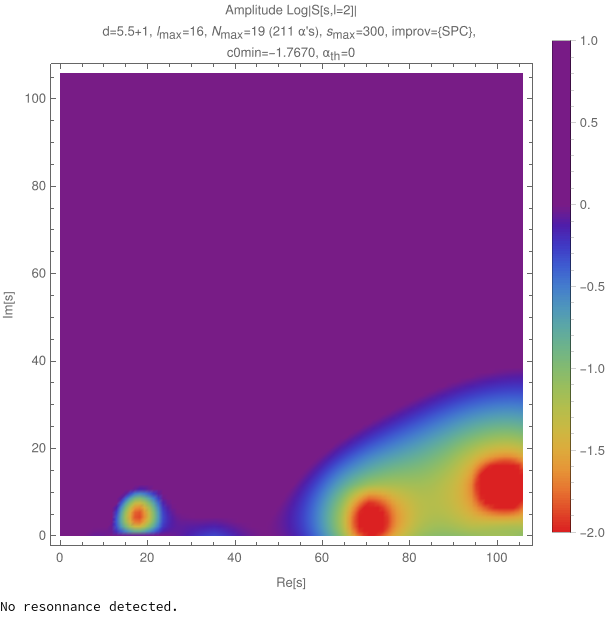 Amplitude Log|S[s,l=2]|
d=5.5+1, lmax=16, Nmax=19 (211 α's), smax=300, improv={SPC},
c0min=−1.7670, αth=0
100
80
60
40
20
0
Im[s]
0 20 40 60 80 100
Re[s]
1.0
0.5
0.
−0.5
−1.0
−1.5
−2.0
No resonnance detected.